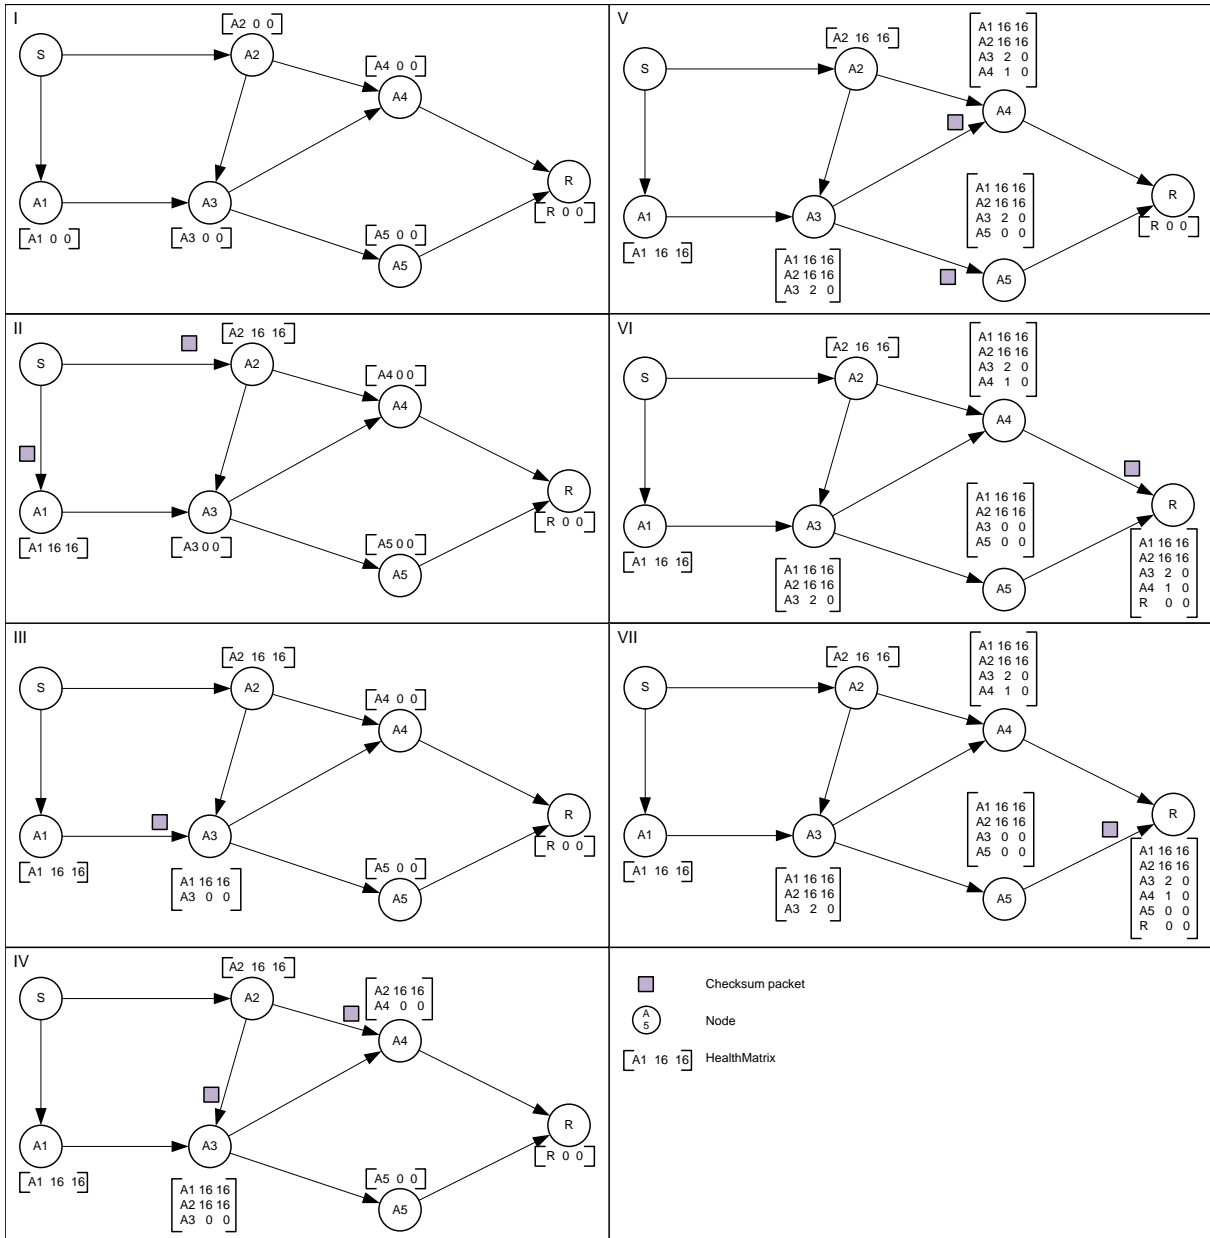 I
[A2 0 0]
S
A2
[A4 0 0]
A4
R
[R 0 0]
A1
[A1 0 0]
A3
[A3 0 0]
[A5 0 0]
A5
II
[A2 16 16]
S
A2
[A4 0 0]
A4
R
[R 0 0]
A1
[A1 16 16]
A3
[A3 0 0]
[A5 0 0]
A5
III
[A2 16 16]
S
A2
[A4 0 0]
A4
R
[R 0 0]
A1
[A1 16 16]
A3
A1 16 16
A3 0 0
[A5 0 0]
A5
IV
[A2 16 16]
S
A2
A2 16 16
A4 0 0
A4
R
[R 0 0]
A1
[A1 16 16]
A3
A1 16 16
A2 16 16
A3 0 0
[A5 0 0]
A5
V
[A2 16 16]
S
A2
A1 16 16
A2 16 16
A3 2 0
A4 1 0
A4
R
[R 0 0]
A1
[A1 16 16]
A3
A1 16 16
A2 16 16
A3 2 0
A1 16 16
A2 16 16
A3 2 0
A5 0 0
A5
VI
[A2 16 16]
S
A2
A1 16 16
A2 16 16
A3 2 0
A4 1 0
A4
R
A1 16 16
A2 16 16
A3 2 0
A4 1 0
R 0 0
A1
[A1 16 16]
A3
A1 16 16
A2 16 16
A3 2 0
A1 16 16
A2 16 16
A3 0 0
A5 0 0
A5
VII
[A2 16 16]
S
A2
A1 16 16
A2 16 16
A3 2 0
A4 1 0
A4
R
A1 16 16
A2 16 16
A3 2 0
A4 1 0
A5 0 0
R 0 0
A1
[A1 16 16]
A3
A1 16 16
A2 16 16
A3 2 0
A1 16 16
A2 16 16
A3 0 0
A5 0 0
A5
Checksum packet
A
5
Node
[A1 16 16]
HealthMatrix